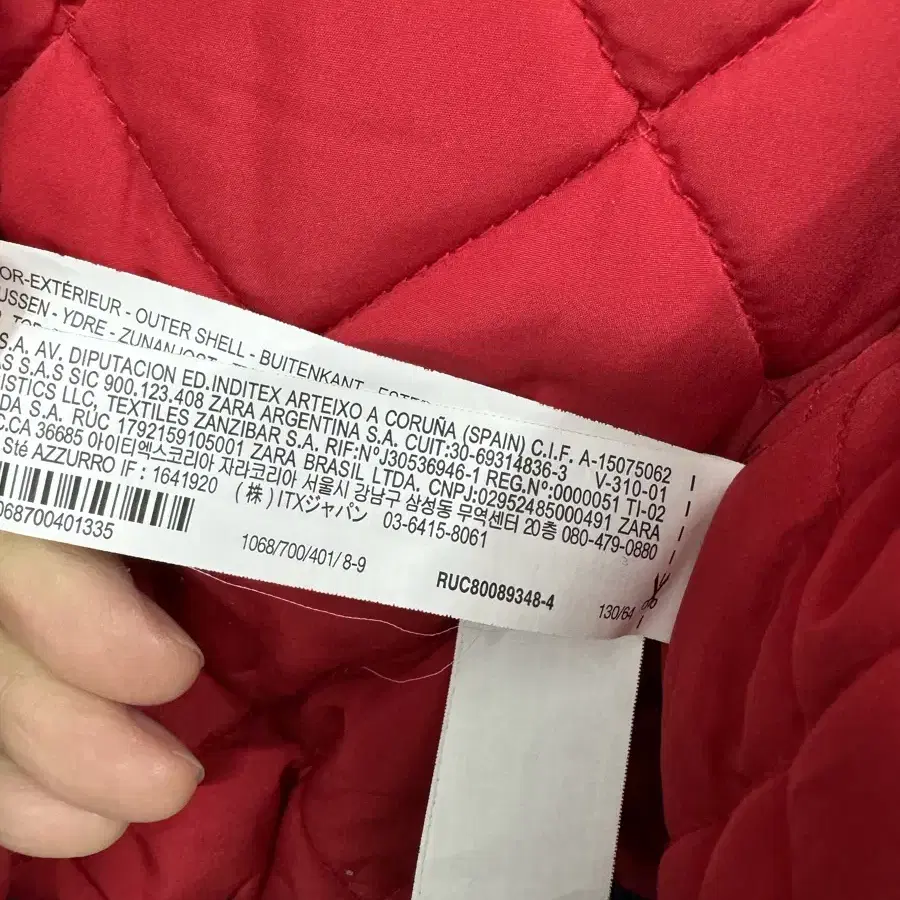 OR-EXTÉRIEUR - OUTER SHELL - BUITENKANT
USSEN - YDRE -
S.A. AV. DIPUTACION ED.INDITEX ARTEIXO A CORUÑA (SPAIN) C.I.F. A-15075062
S S.A.S SIC 900.123.408 ZARA ARGENTINA S.A. CUIT:30-69314836-3 V-310-01
ISTICS LLC, TEXTILES ZANZIBAR S.A. RIF:NºJ30536946-1 REG.Nº:0000051 TI-02
DA S.A. RÚC 1792159105001 ZARA BRASIL LTDA. CNPJ:02952485000491 ZARA
C.CA 36685 아이티엑스코리아 자라코리아 서울시 강남구 삼성동 무역센터 20층 080-479-0880
Sté AZZURRO IF : 1641920 (株) ITXジャパン 03-6415-8061
068700401335
1068/700/401/ 8-9
RUC80089348-4
130/64